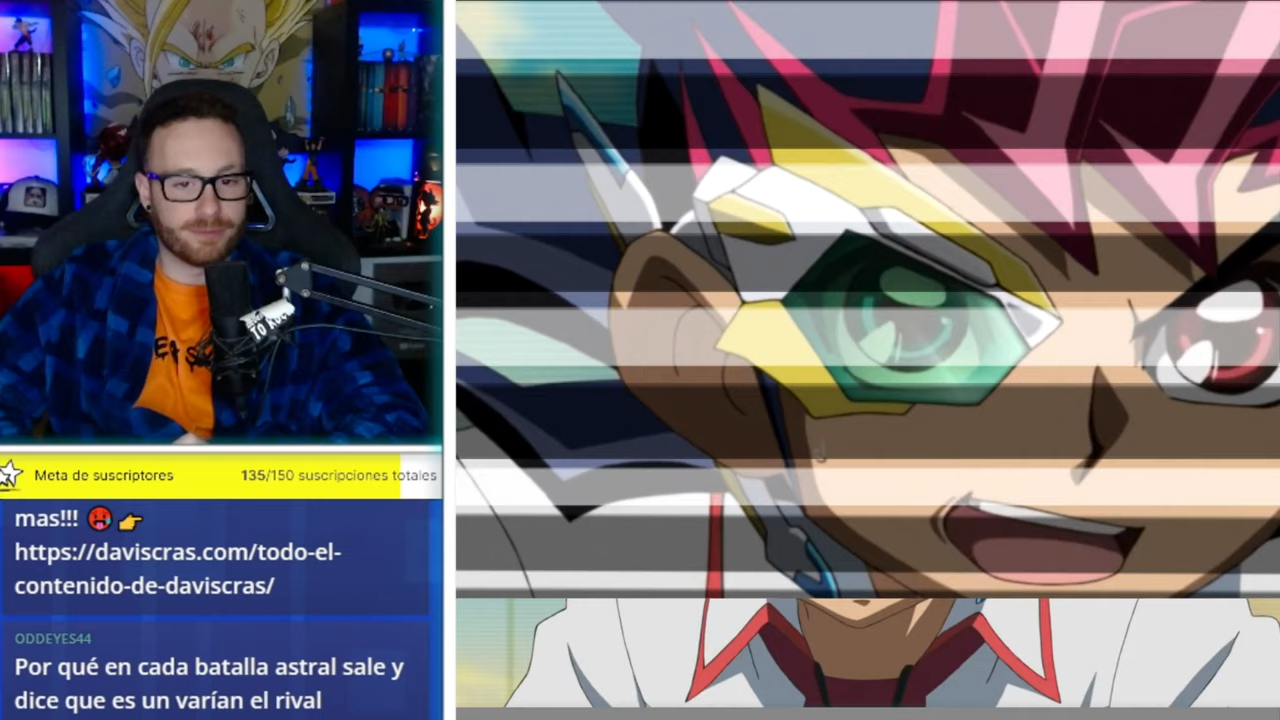 Meta de suscriptores
135/150 suscripciones totales
mas!!! 🥵 👉
https://daviscras.com/todo-el-
contenido-de-daviscras/
ODDEYES44
Por qué en cada batalla astral sale y
dice que es un varían el rival